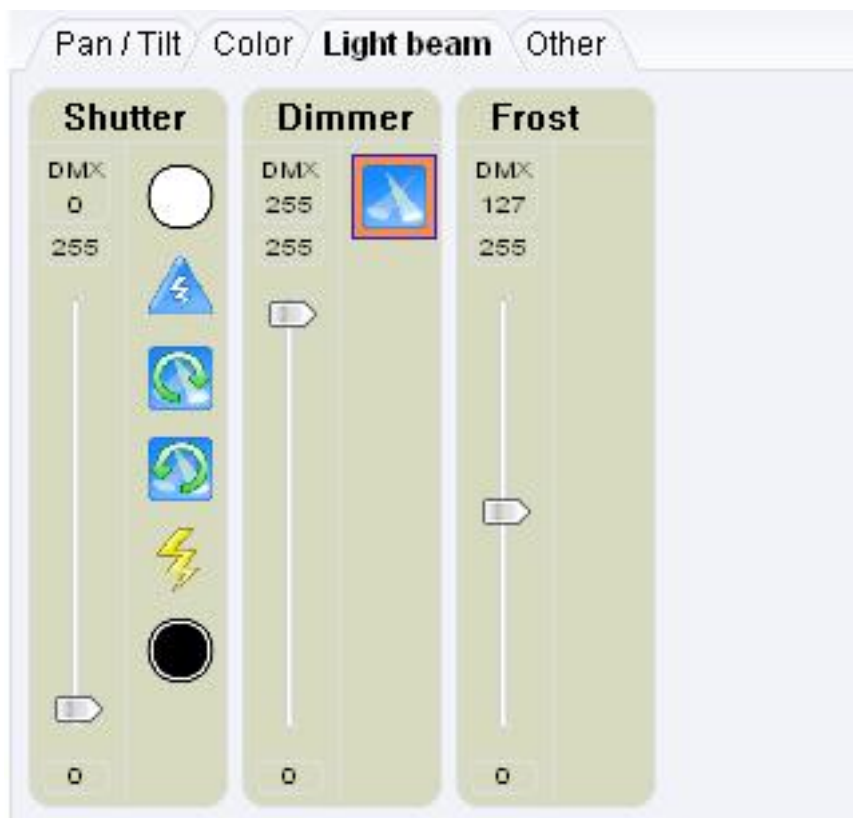 Pan / Tilt Color Light beam Other
Shutter Dimmer Frost
DMX DMX DMX
0 255 127
255 255 255
0 0 0